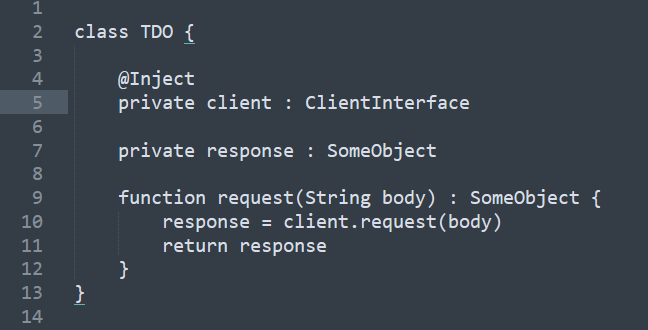 1
2 class TDO {
3
4 @Inject
5 private client : ClientInterface
6
7 private response : SomeObject
8
9 function request(String body) : SomeObject {
10 response = client.request(body)
11 return response
12 }
13 }
14